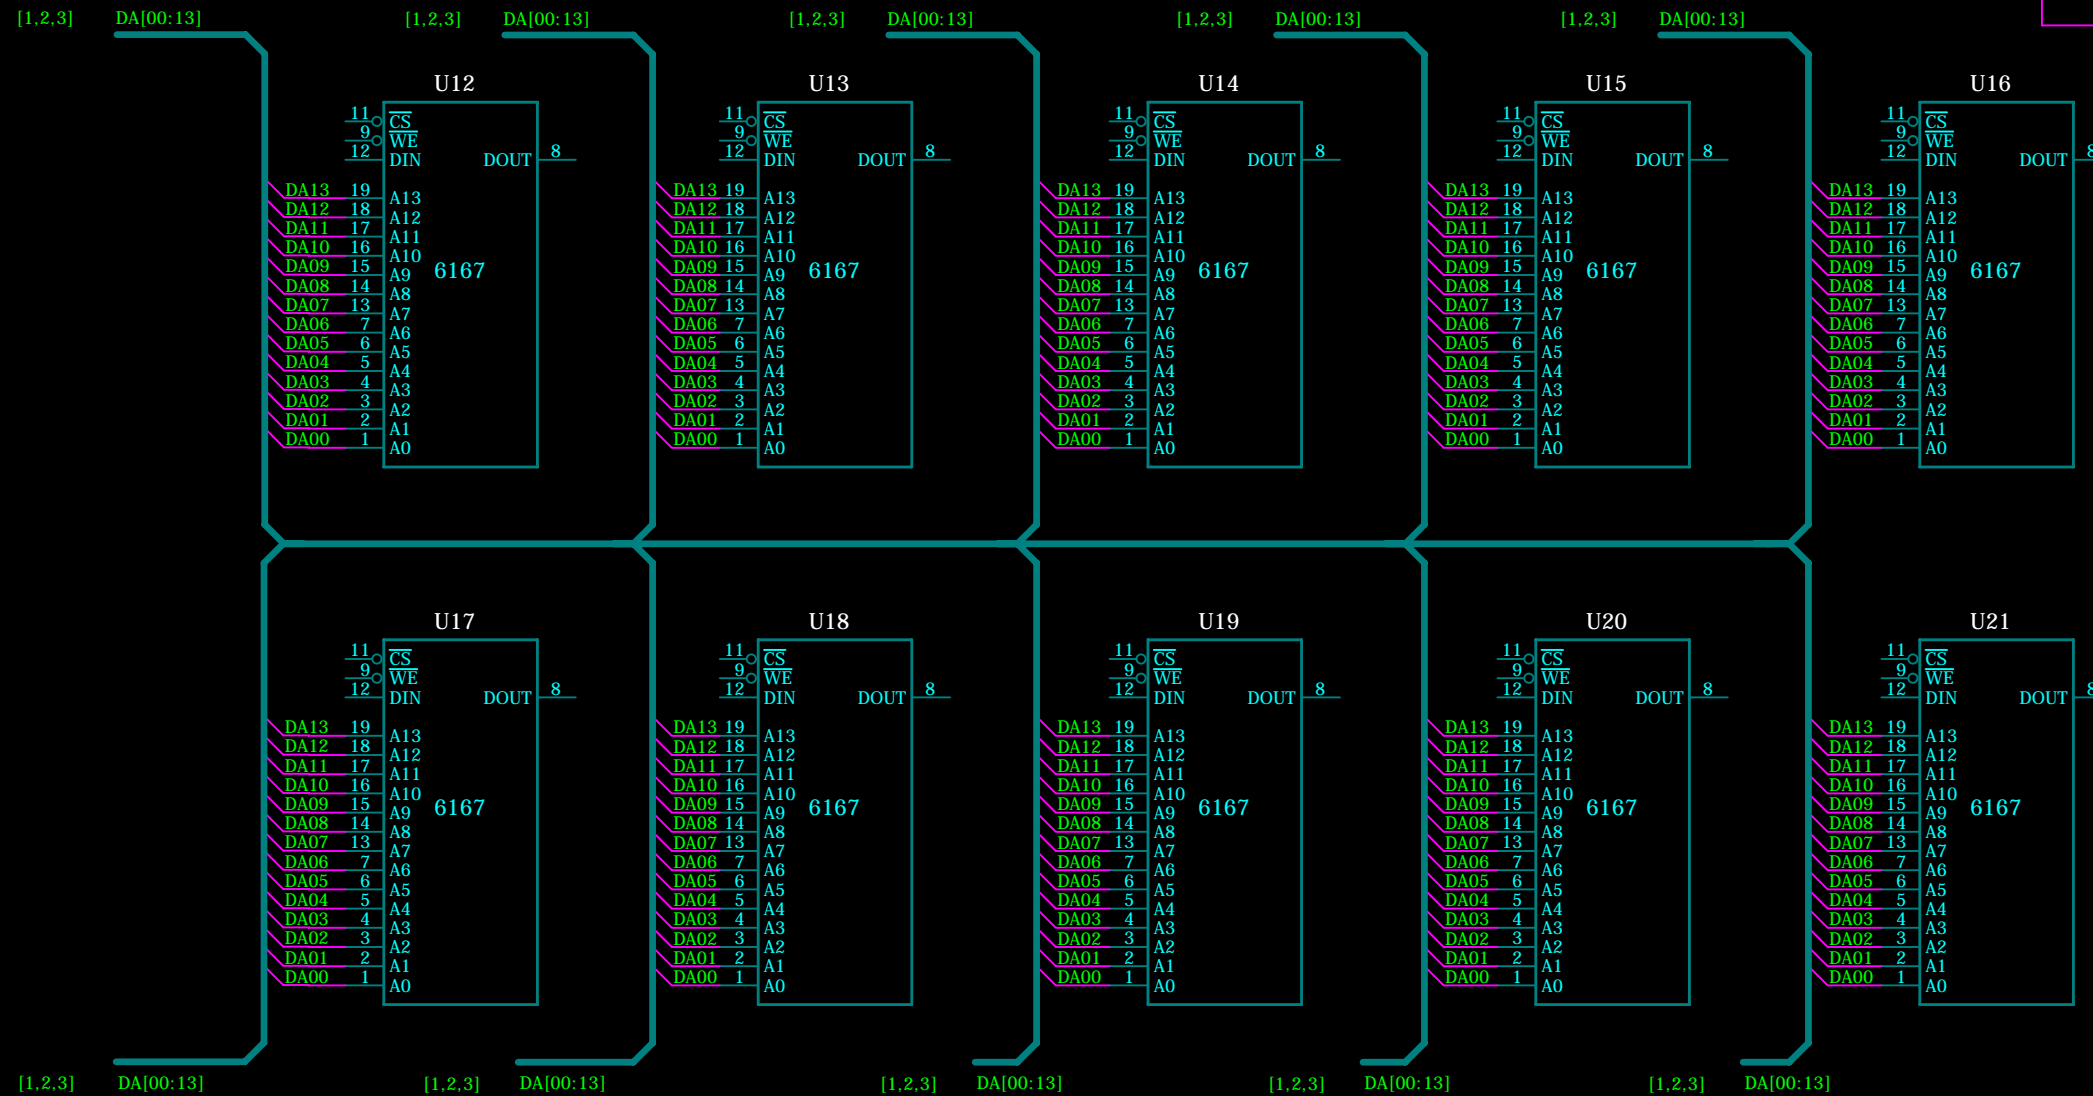 [1,2,3] DA[00:13] [1,2,3] DA[00:13] [1,2,3] DA[00:13] [1,2,3] DA[00:13] [1,2,3] DA[00:13]
U12 U13 U14 U15 U16
11 CS 11 CS 11 CS 11 CS 11 CS
9 WE 9 WE 9 WE 9 WE 9 WE
12 DIN DOUT 8 12 DIN DOUT 8 12 DIN DOUT 8 12 DIN DOUT 8 12 DIN DOUT 8
DA13 19 A13 DA13 19 A13 DA13 19 A13 DA13 19 A13 DA13 19 A13
DA12 18 A12 DA12 18 A12 DA12 18 A12 DA12 18 A12 DA12 18 A12
DA11 17 A11 DA11 17 A11 DA11 17 A11 DA11 17 A11 DA11 17 A11
DA10 16 A10 DA10 16 A10 DA10 16 A10 DA10 16 A10 DA10 16 A10
DA09 15 A9 6167 DA09 15 A9 6167 DA09 15 A9 6167 DA09 15 A9 6167 DA09 15 A9 6167
DA08 14 A8 DA08 14 A8 DA08 14 A8 DA08 14 A8 DA08 14 A8
DA07 13 A7 DA07 13 A7 DA07 13 A7 DA07 13 A7 DA07 13 A7
DA06 7 A6 DA06 7 A6 DA06 7 A6 DA06 7 A6 DA06 7 A6
DA05 6 A5 DA05 6 A5 DA05 6 A5 DA05 6 A5 DA05 6 A5
DA04 5 A4 DA04 5 A4 DA04 5 A4 DA04 5 A4 DA04 5 A4
DA03 4 A3 DA03 4 A3 DA03 4 A3 DA03 4 A3 DA03 4 A3
DA02 3 A2 DA02 3 A2 DA02 3 A2 DA02 3 A2 DA02 3 A2
DA01 2 A1 DA01 2 A1 DA01 2 A1 DA01 2 A1 DA01 2 A1
DA00 1 A0 DA00 1 A0 DA00 1 A0 DA00 1 A0 DA00 1 A0
U17 U18 U19 U20 U21
11 CS 11 CS 11 CS 11 CS 11 CS
9 WE 9 WE 9 WE 9 WE 9 WE
12 DIN DOUT 8 12 DIN DOUT 8 12 DIN DOUT 8 12 DIN DOUT 8 12 DIN DOUT 8
DA13 19 A13 DA13 19 A13 DA13 19 A13 DA13 19 A13 DA13 19 A13
DA12 18 A12 DA12 18 A12 DA12 18 A12 DA12 18 A12 DA12 18 A12
DA11 17 A11 DA11 17 A11 DA11 17 A11 DA11 17 A11 DA11 17 A11
DA10 16 A10 DA10 16 A10 DA10 16 A10 DA10 16 A10 DA10 16 A10
DA09 15 A9 6167 DA09 15 A9 6167 DA09 15 A9 6167 DA09 15 A9 6167 DA09 15 A9 6167
DA08 14 A8 DA08 14 A8 DA08 14 A8 DA08 14 A8 DA08 14 A8
DA07 13 A7 DA07 13 A7 DA07 13 A7 DA07 13 A7 DA07 13 A7
DA06 7 A6 DA06 7 A6 DA06 7 A6 DA06 7 A6 DA06 7 A6
DA05 6 A5 DA05 6 A5 DA05 6 A5 DA05 6 A5 DA05 6 A5
DA04 5 A4 DA04 5 A4 DA04 5 A4 DA04 5 A4 DA04 5 A4
DA03 4 A3 DA03 4 A3 DA03 4 A3 DA03 4 A3 DA03 4 A3
DA02 3 A2 DA02 3 A2 DA02 3 A2 DA02 3 A2 DA02 3 A2
DA01 2 A1 DA01 2 A1 DA01 2 A1 DA01 2 A1 DA01 2 A1
DA00 1 A0 DA00 1 A0 DA00 1 A0 DA00 1 A0 DA00 1 A0
[1,2,3] DA[00:13] [1,2,3] DA[00:13] [1,2,3] DA[00:13] [1,2,3] DA[00:13] [1,2,3] DA[00:13]